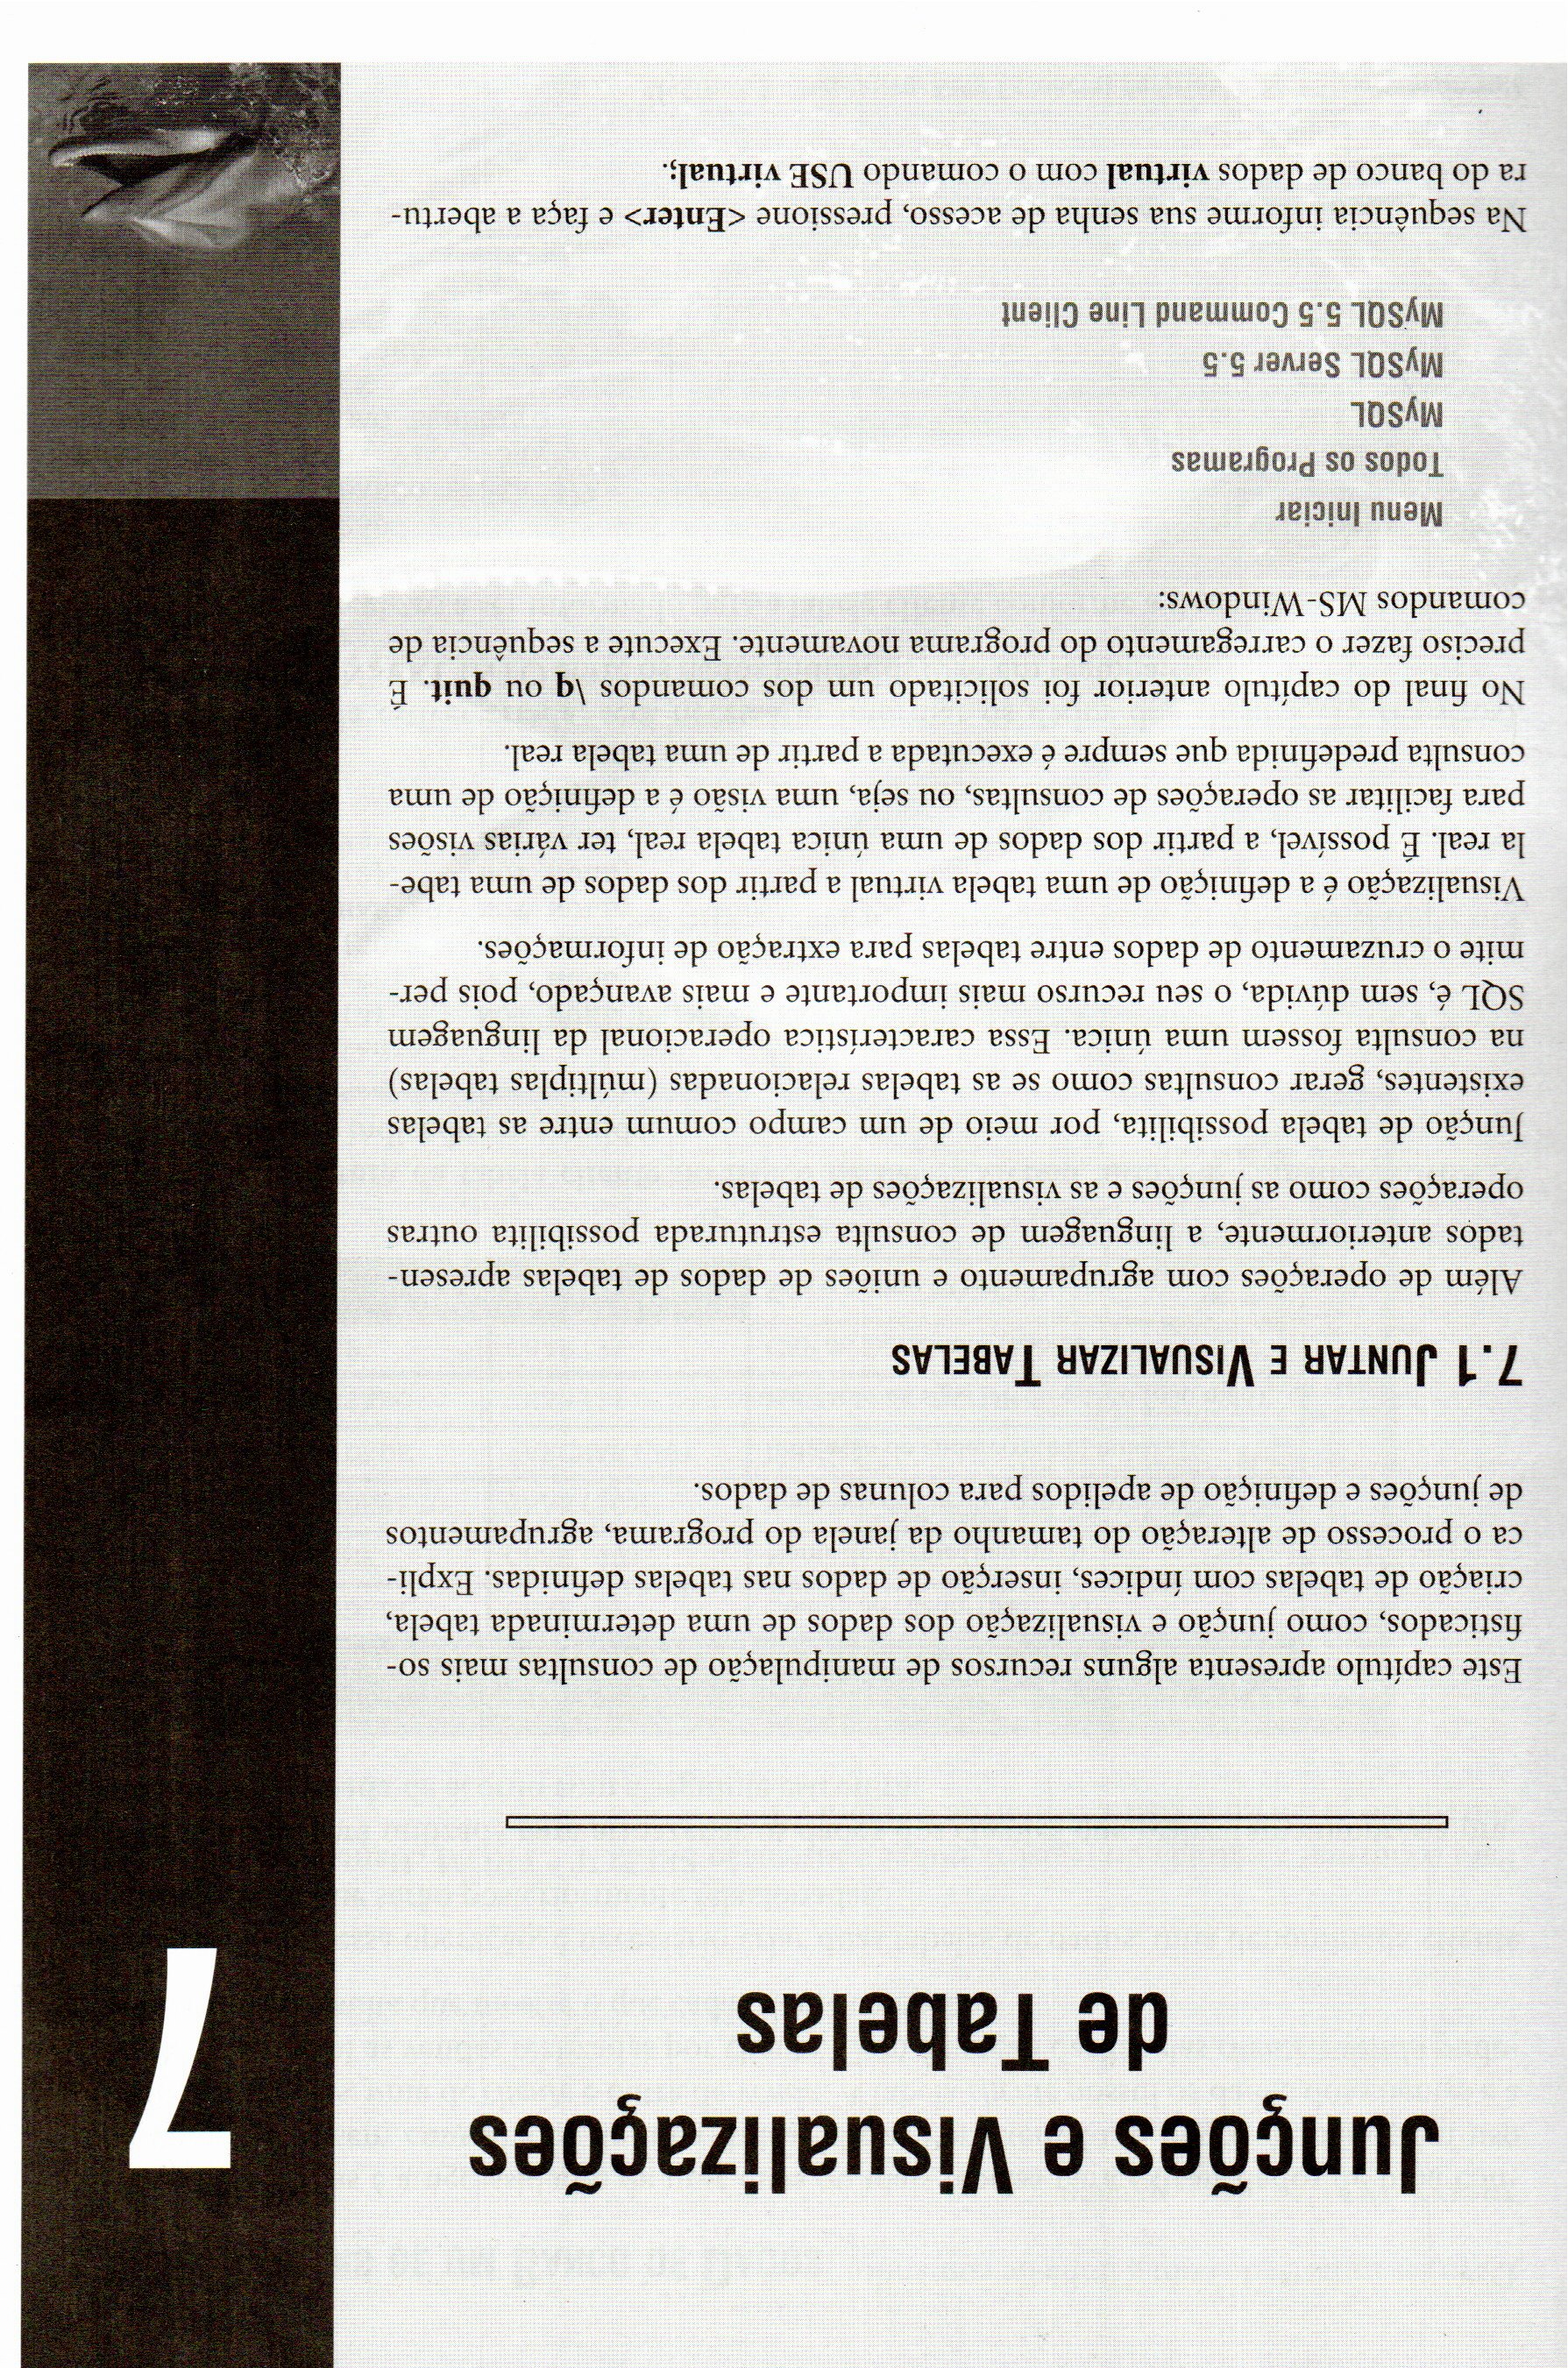 Junções e Visualizações
de Tabelas
7
Este capítulo apresenta alguns recursos de manipulação de consultas mais so-
fisticados, como junção e visualização dos dados de uma determinada tabela,
criação de tabelas com índices, inserção de dados nas tabelas definidas. Expli-
ca o processo de alteração do tamanho da janela do programa, agrupamentos
de junções e definição de apelidos para colunas de dados.
7.1 Juntar e Visualizar Tabelas
Além de operações com agrupamento e uniões de dados de tabelas apresen-
tados anteriormente, a linguagem de consulta estruturada possibilita outras
operações como as junções e as visualizações de tabelas.
Junção de tabela possibilita, por meio de um campo comum entre as tabelas
existentes, gerar consultas como se as tabelas relacionadas (múltiplas tabelas)
na consulta fossem uma única. Essa característica operacional da linguagem
SQL é, sem dúvida, o seu recurso mais importante e mais avançado, pois per-
mite o cruzamento de dados entre tabelas para extração de informações.
Visualização é a definição de uma tabela virtual a partir dos dados de uma tabe-
la real. É possível, a partir dos dados de uma única tabela real, ter várias visões
para facilitar as operações de consultas, ou seja, uma visão é a definição de uma
consulta predefinida que sempre é executada a partir de uma tabela real.
No final do capítulo anterior foi solicitado um dos comandos \q ou quit. É
preciso fazer o carregamento do programa novamente. Execute a sequência de
comandos MS-Windows:
Menu Iniciar
Todos os Programas
MySQL
MySQL Server 5.5
MySQL 5.5 Command Line Client
Na sequência informe sua senha de acesso, pressione <Enter> e faça a abertu-
ra do banco de dados virtual com o comando USE virtual;.